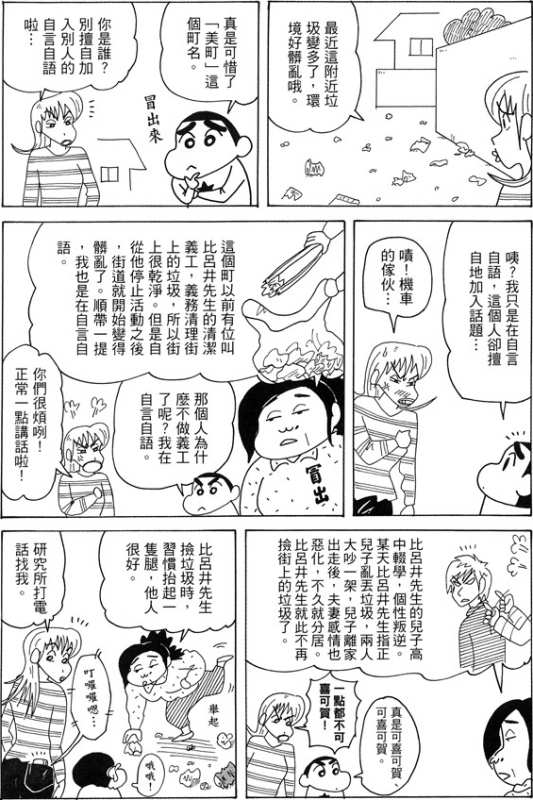 最近這附近垃
圾變多了，環
境好髒亂哦。
真是可惜了
「美町」這
個町名。
冒出來
你是誰？
別擅自加
入別人的
自言自語
啦…
咦？我只是在自言
自語，這個人卻擅
自地加入話題…
嘖！機車
的傢伙…
這個町以前有位叫
比呂井先生的清潔
義工，義務清理街
上的垃圾，所以街
上很乾淨。但是自
從他停止活動之後
，街道就開始變得
髒亂了。順帶一提
，我也是在自言自
語。
冒出
那個人為什
麼不做義工
了呢？我在
自言自語。
你們很煩咧！
正常一點講話啦！
比呂井先生的兒子高
中輟學，個性叛逆。
某天比呂井先生指正
兒子亂丟垃圾，兩人
大吵一架，兒子離家
出走後，夫妻感情也
惡化，不久就分居。
比呂井先生就此不再
撿街上的垃圾了。
真是可喜可賀、
可喜可賀。
一點都不可
喜可賀！
比呂井先生
撿垃圾時，
習慣抬起一
隻腿，他人
很好。
舉起
哦哦！
研究所打電
話找我。
叮囉囉嗯…